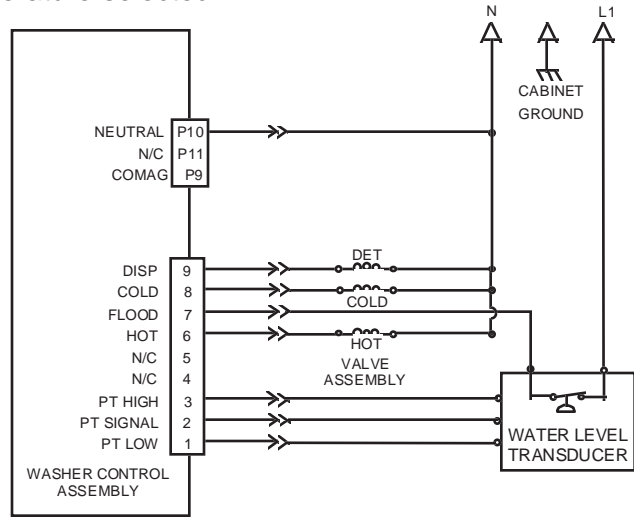 N L1
CABINET
GROUND
NEUTRAL P10
N/C P11
COMAG P9
DET
DISP 9
COLD 8
COLD
FLOOD 7
HOT 6
HOT
N/C 5
VALVE
ASSEMBLY
N/C 4
PT HIGH 3
PT SIGNAL 2
PT LOW 1
WATER LEVEL
TRANSDUCER
WASHER CONTROL
ASSEMBLY